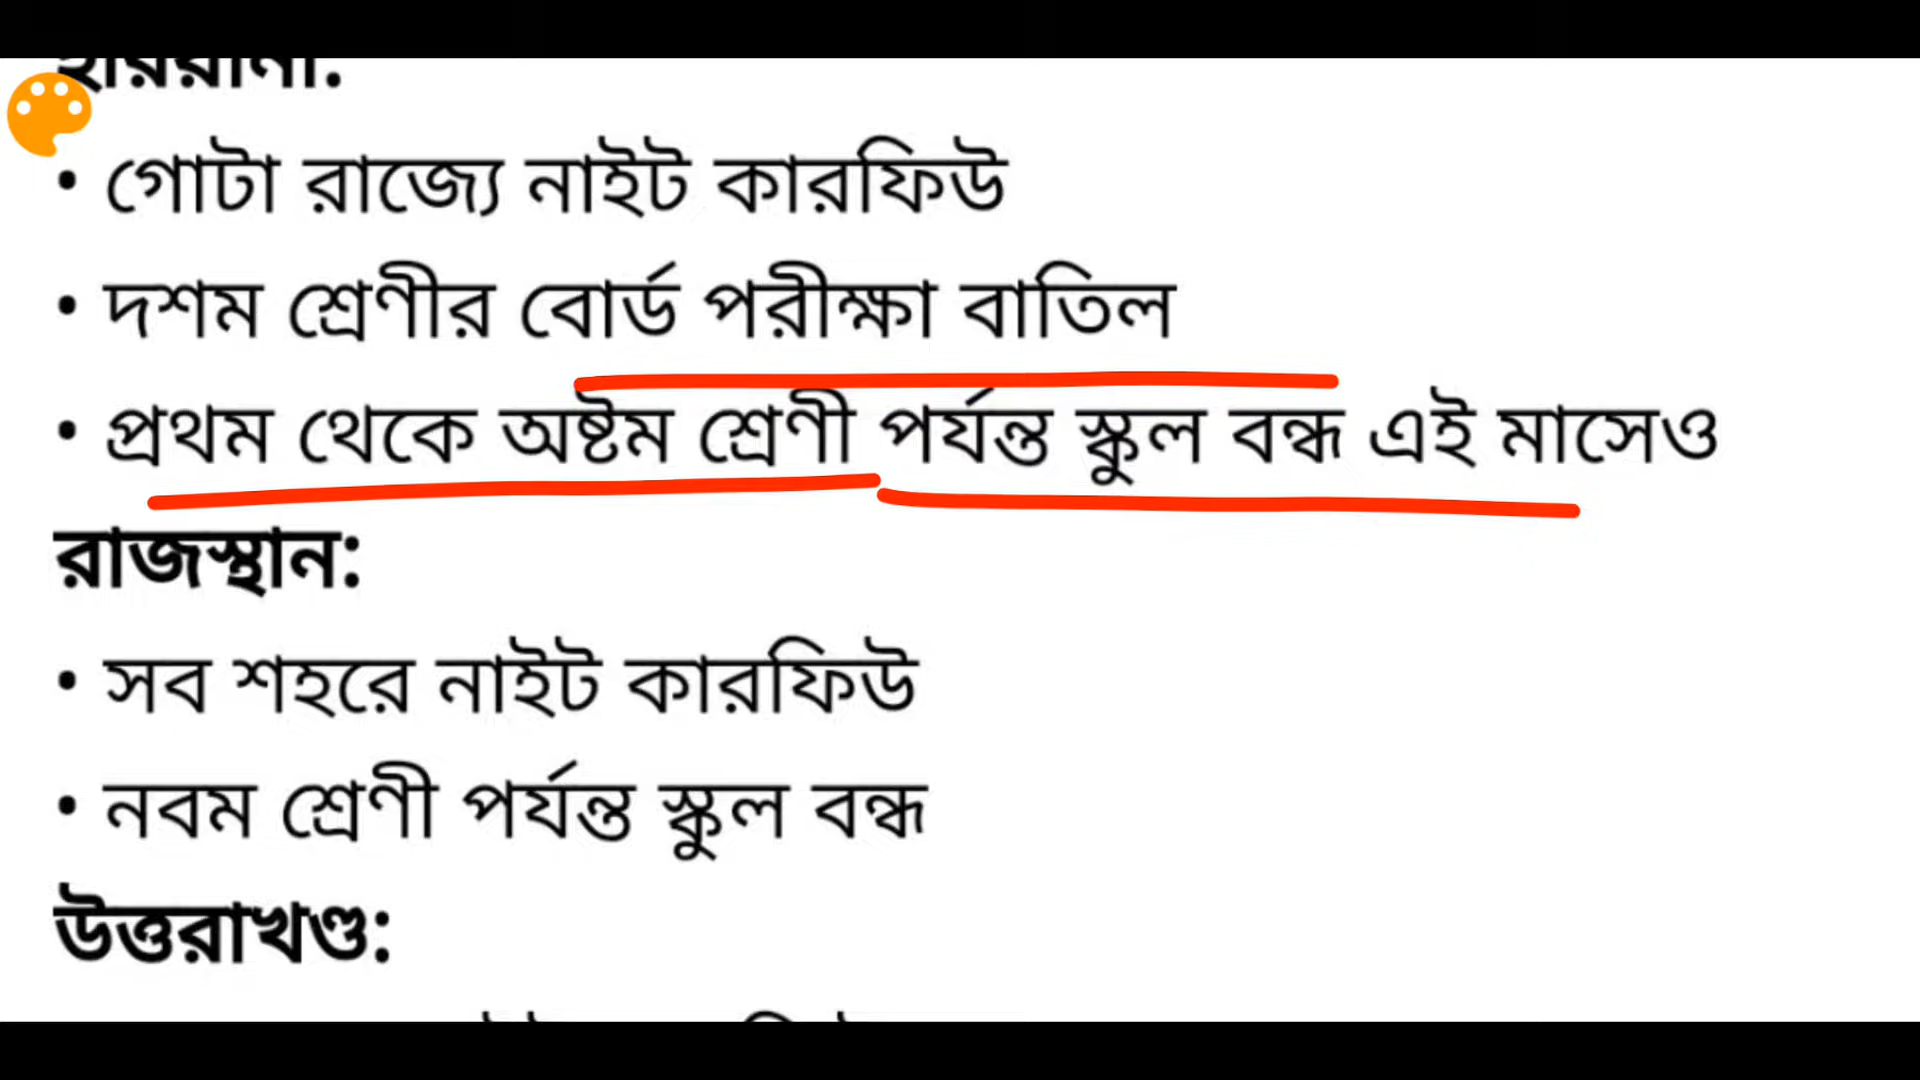 • গোটা রাজ্যে নাইট কারফিউ
• দশম শ্রেণীর বোর্ড পরীক্ষা বাতিল
• প্রথম থেকে অষ্টম শ্রেণী পর্যন্ত স্কুল বন্ধ এই মাসেও
রাজস্থান:
• সব শহরে নাইট কারফিউ
• নবম শ্রেণী পর্যন্ত স্কুল বন্ধ
উত্তরাখণ্ড: